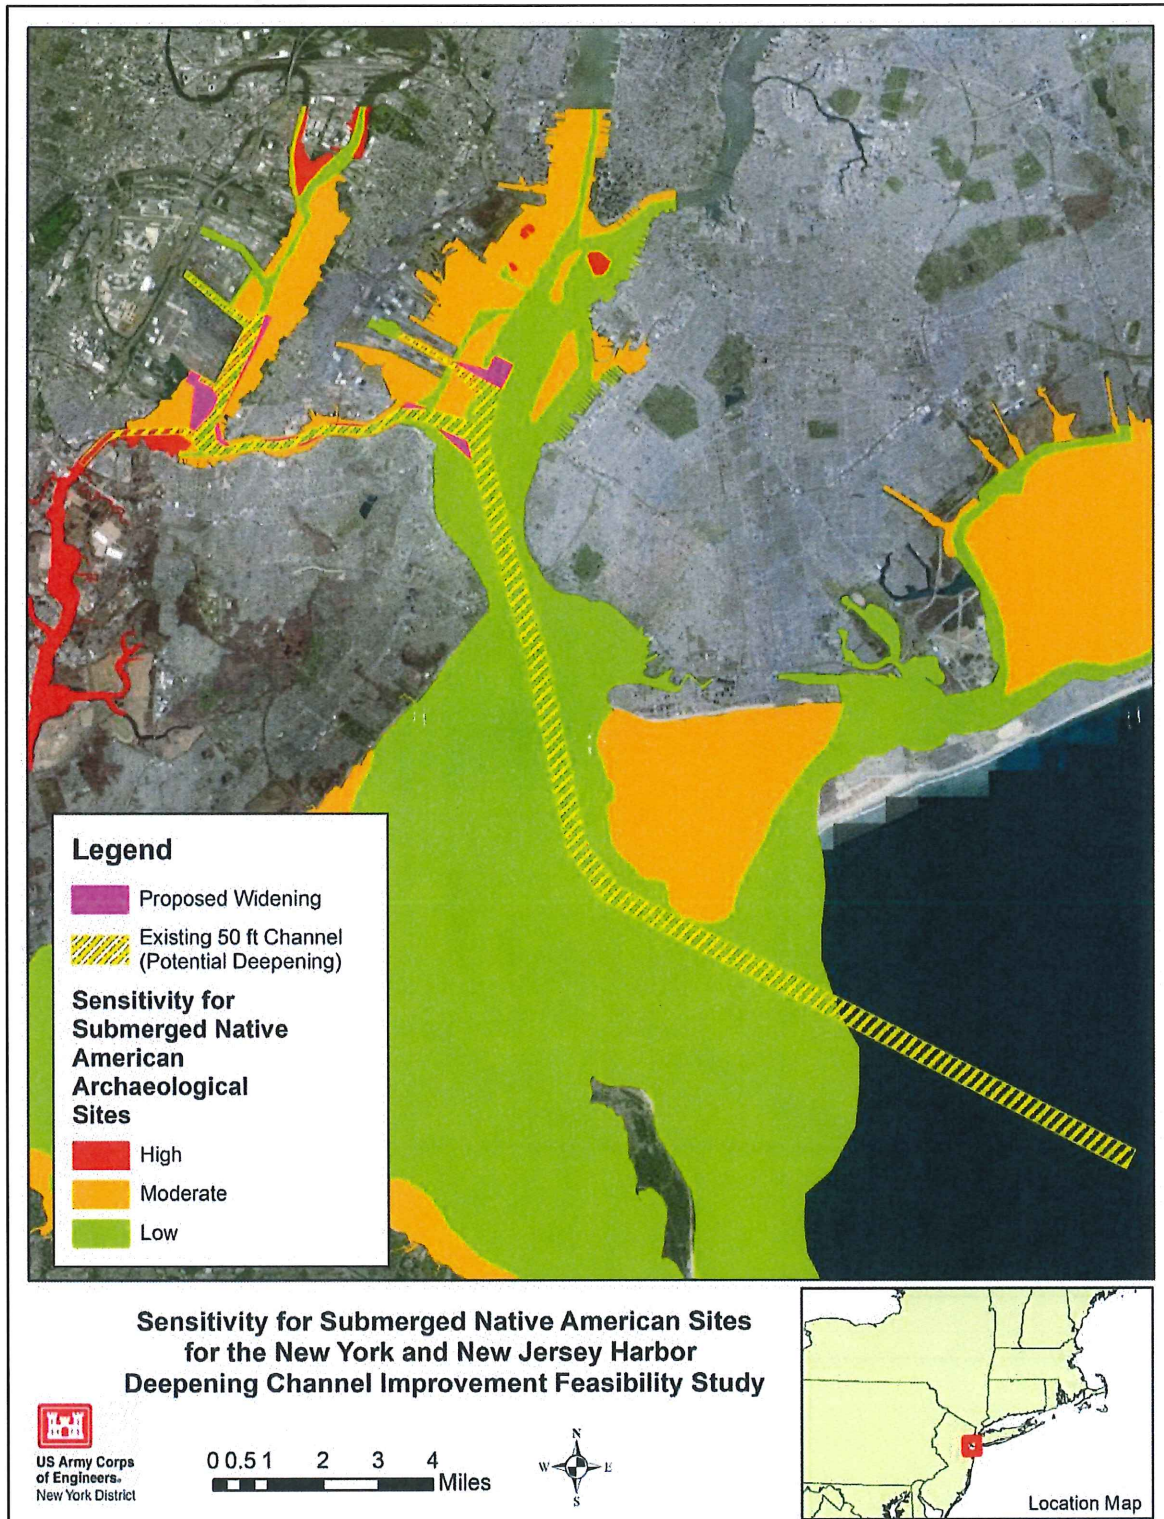 Legend
Proposed Widening
Existing 50 ft Channel
(Potential Deepening)
Sensitivity for
Submerged Native
American
Archaeological
Sites
High
Moderate
Low
Sensitivity for Submerged Native American Sites
for the New York and New Jersey Harbor
Deepening Channel Improvement Feasibility Study
US Army Corps
of Engineers®
New York District
0 0.5 1 2 3 4
Miles
N
W E
S
Location Map